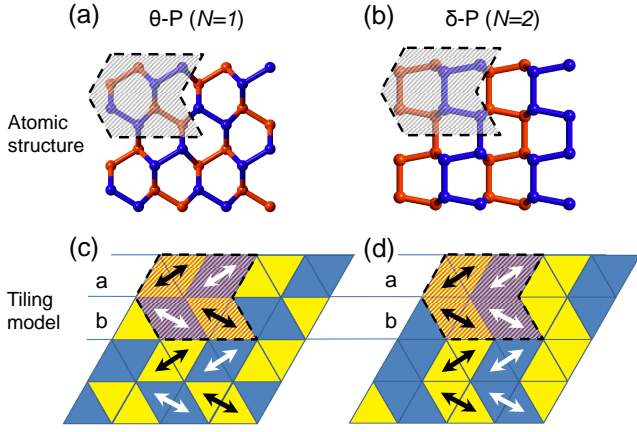 (a) θ-P (N=1)
(b) δ-P (N=2)
Atomic
structure
(c)
(d)
a
a
b
b
Tiling
model